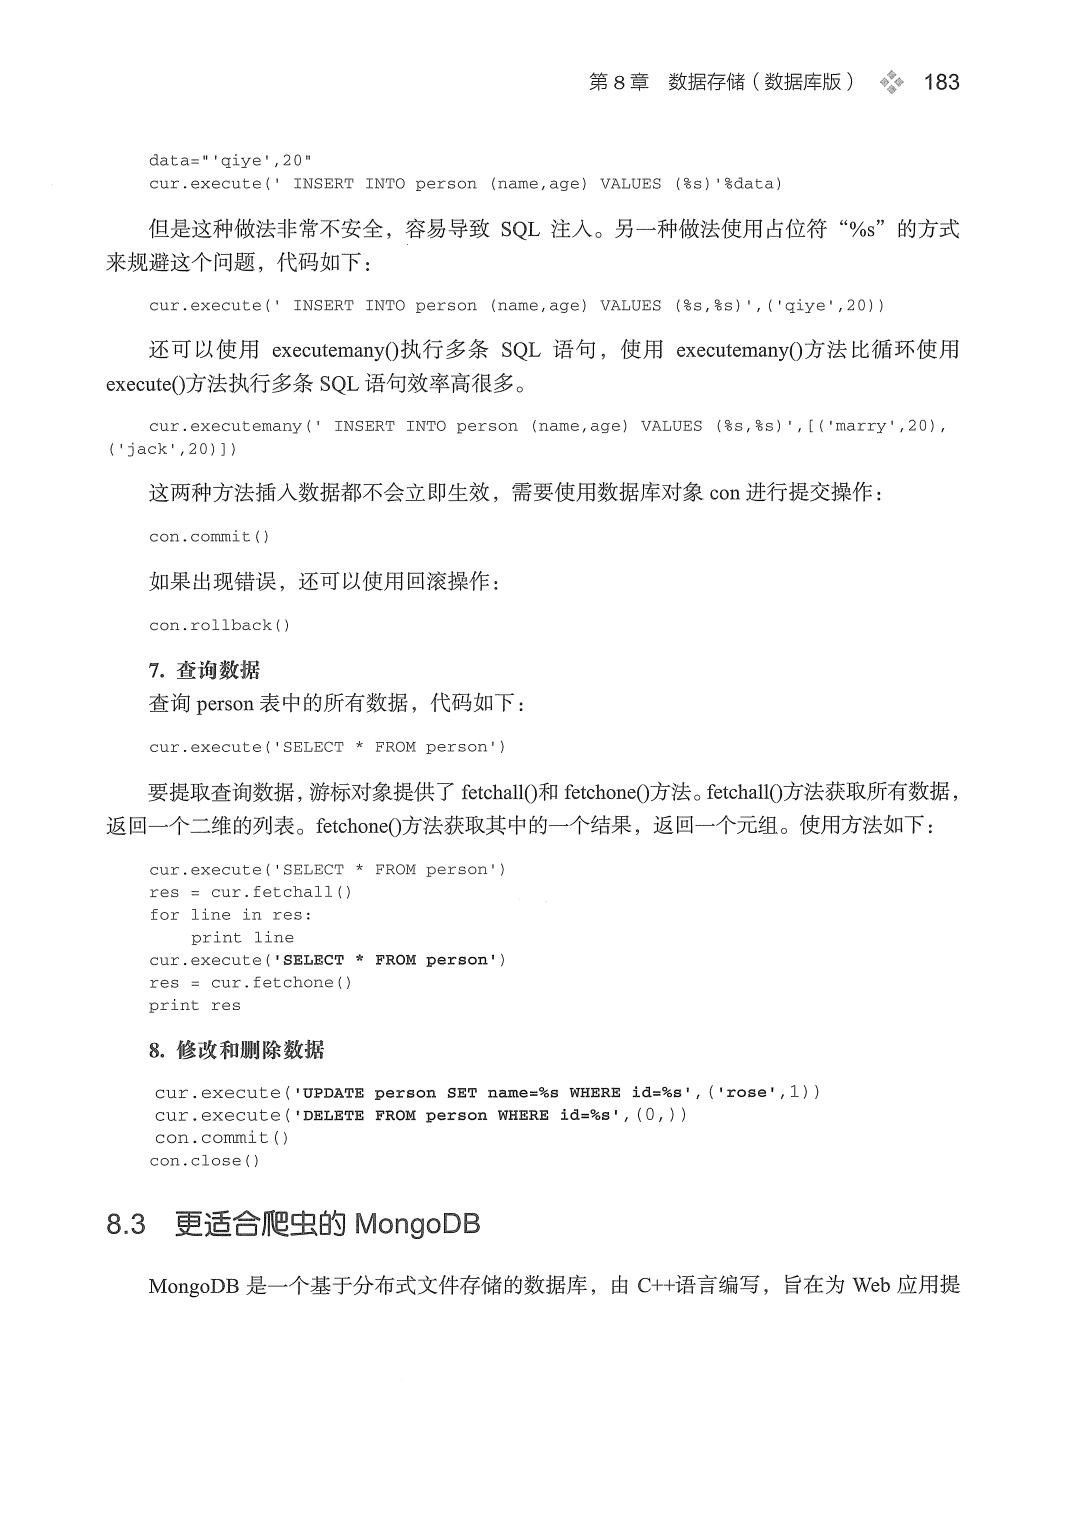 第 8 章　数据存储（数据库版）　183
data="'qiye',20"
cur.execute(' INSERT INTO person (name,age) VALUES (%s)'%data)
但是这种做法非常不安全，容易导致 SQL 注入。另一种做法使用占位符“%s”的方式
来规避这个问题，代码如下：
cur.execute(' INSERT INTO person (name,age) VALUES (%s,%s)',('qiye',20))
还可以使用 executemany()执行多条 SQL 语句，使用 executemany()方法比循环使用
execute()方法执行多条 SQL 语句效率高很多。
cur.executemany(' INSERT INTO person (name,age) VALUES (%s,%s)',[('marry',20),
('jack',20)])
这两种方法插入数据都不会立即生效，需要使用数据库对象 con 进行提交操作：
con.commit()
如果出现错误，还可以使用回滚操作：
con.rollback()
7. 查询数据
查询 person 表中的所有数据，代码如下：
cur.execute('SELECT * FROM person')
要提取查询数据，游标对象提供了 fetchall()和 fetchone()方法。fetchall()方法获取所有数据，
返回一个二维的列表。fetchone()方法获取其中的一个结果，返回一个元组。使用方法如下：
cur.execute('SELECT * FROM person')
res = cur.fetchall()
for line in res:
    print line
cur.execute('SELECT * FROM person')
res = cur.fetchone()
print res
8. 修改和删除数据
cur.execute('UPDATE person SET name=%s WHERE id=%s',('rose',1))
cur.execute('DELETE FROM person WHERE id=%s',(0,))
con.commit()
con.close()
8.3　更适合爬虫的 MongoDB
MongoDB 是一个基于分布式文件存储的数据库，由 C++语言编写，旨在为 Web 应用提